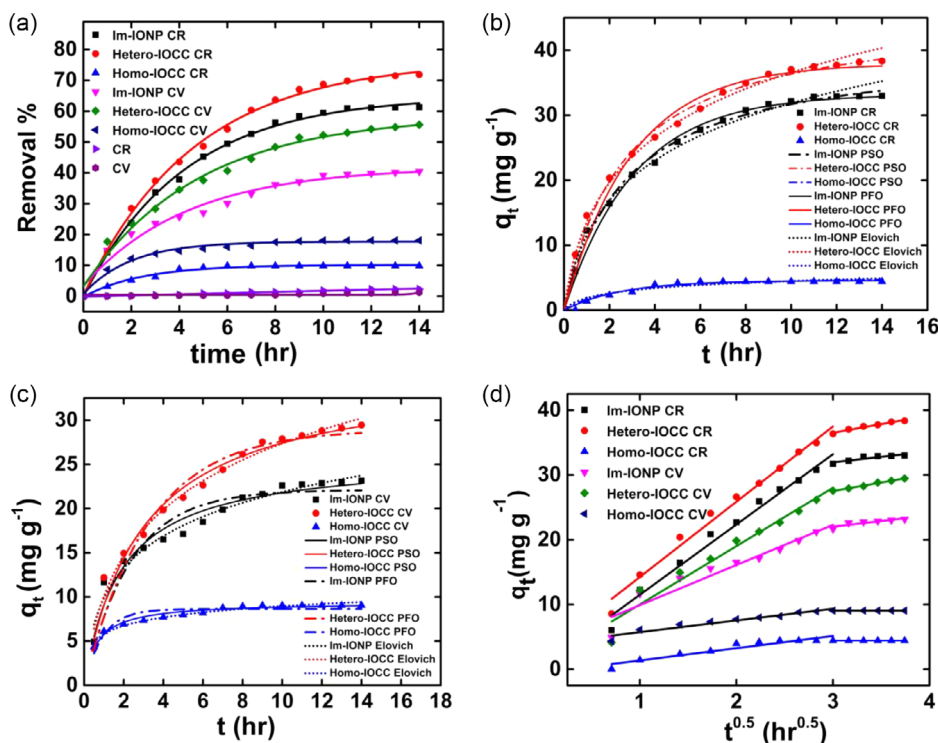 (a)
Im-IONP CR
Hetero-IOCC CR
Homo-IOCC CR
Im-IONP CV
Hetero-IOCC CV
Homo-IOCC CV
CR
CV
Removal %
80
70
60
50
40
30
20
10
0
0 2 4 6 8 10 12 14
time (hr)
(b)
qt (mg g-1)
40
30
20
10
0
Im-IONP CR
Hetero-IOCC CR
Homo-IOCC CR
Im-IONP PSO
Hetero-IOCC PSO
Homo-IOCC PSO
Im-IONP PFO
Hetero-IOCC PFO
Homo-IOCC PFO
Im-IONP Elovich
Hetero-IOCC Elovich
Homo-IOCC Elovich
0 2 4 6 8 10 12 14 16
t (hr)
(c)
qt (mg g-1)
30
25
20
15
10
5
0
Im-IONP CV
Hetero-IOCC CV
Homo-IOCC CV
Im-IONP PSO
Hetero-IOCC PSO
Homo-IOCC PSO
Im-IONP PFO
Hetero-IOCC PFO
Homo-IOCC PFO
Im-IONP Elovich
Hetero-IOCC Elovich
Homo-IOCC Elovich
0 2 4 6 8 10 12 14 16 18
t (hr)
(d)
Im-IONP CR
Hetero-IOCC CR
Homo-IOCC CR
Im-IONP CV
Hetero-IOCC CV
Homo-IOCC CV
qt(mg g-1)
40
30
20
10
0
1 2 3 4
t0.5 (hr0.5)